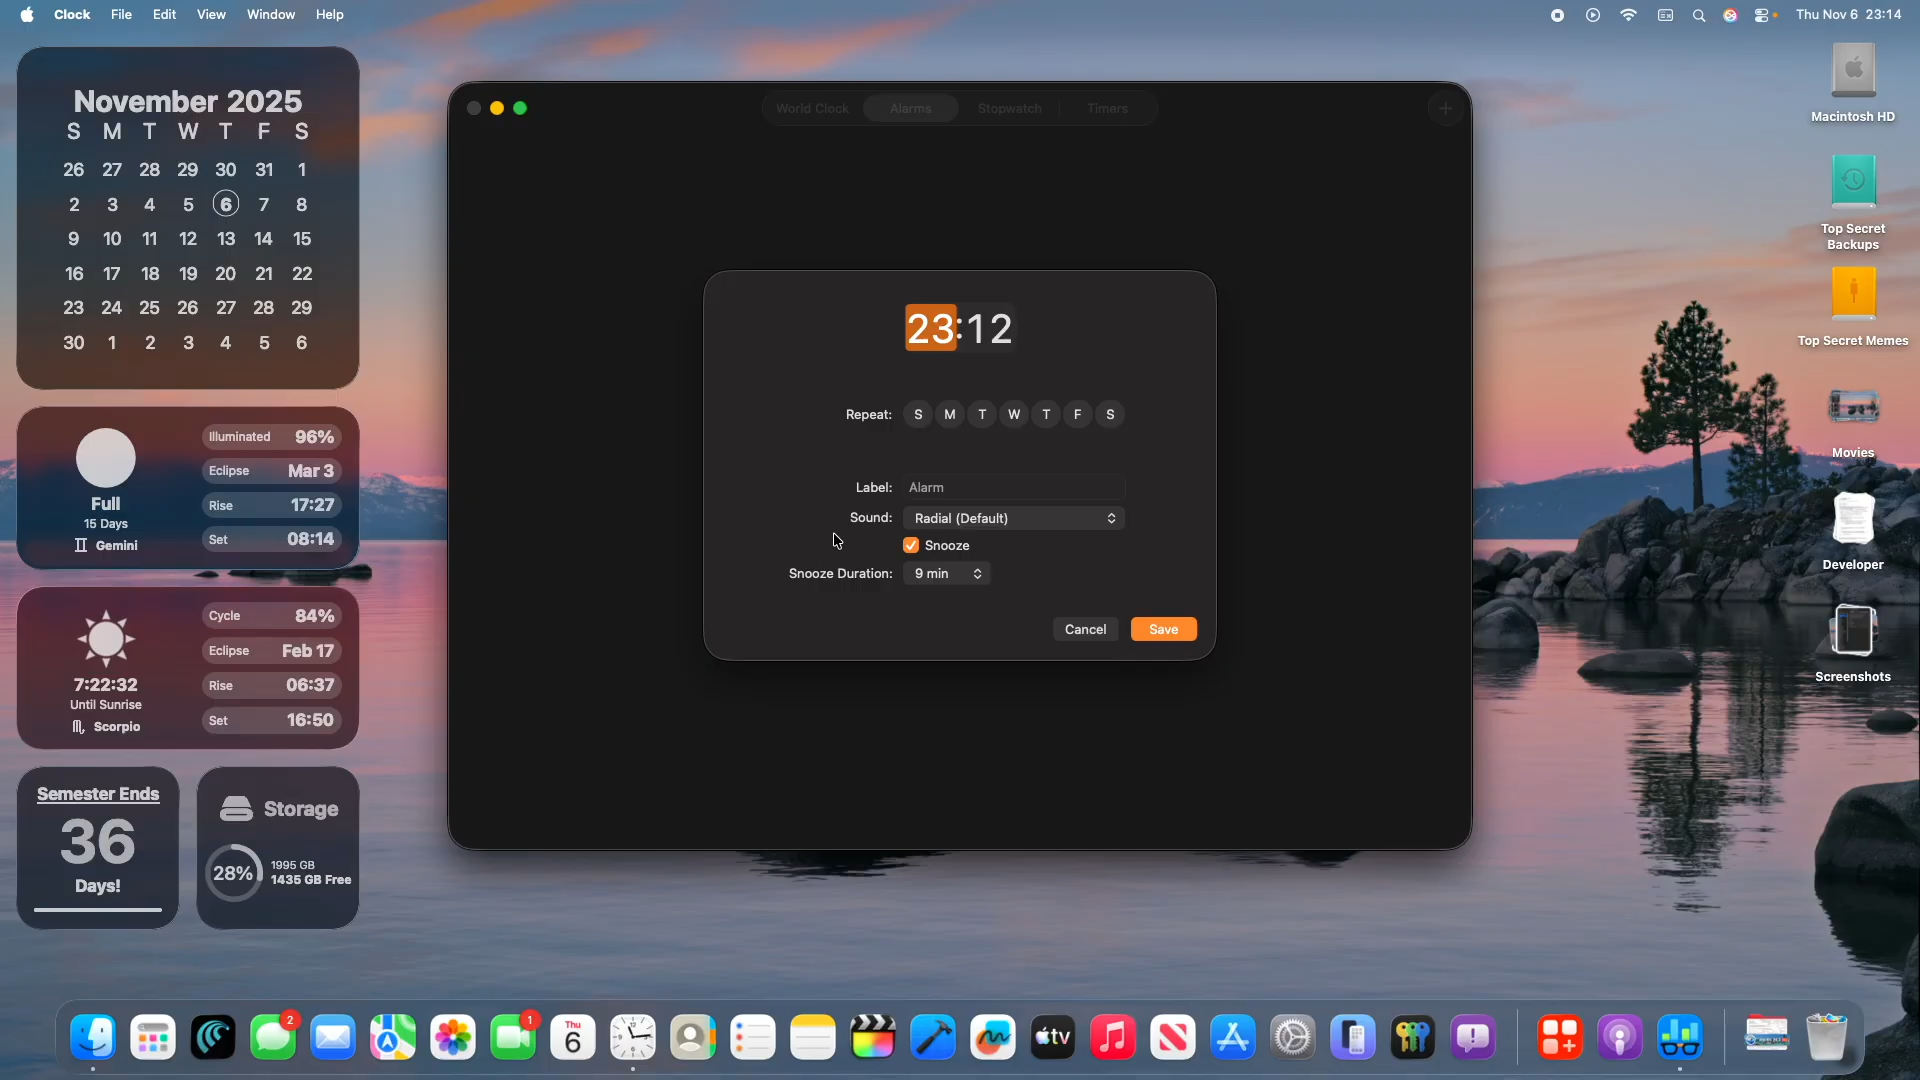 Clock File Edit View Window Help
Thu Nov 6 23:14
November 2025
S M T W T F S
26 27 28 29 30 31 1
2 3 4 5 6 7 8
9 10 11 12 13 14 15
16 17 18 19 20 21 22
23 24 25 26 27 28 29
30 1 2 3 4 5 6
Full
15 Days
Gemini
Illuminated 96%
Eclipse Mar 3
Rise 17:27
Set 08:14
7:22:32
Until Sunrise
Scorpio
Cycle 84%
Eclipse Feb 17
Rise 06:37
Set 16:50
Semester Ends
36
Days!
Storage
28%
1995 GB
1435 GB Free
World Clock Alarms Stopwatch Timers
23:12
Repeat: S M T W T F S
Label: Alarm
Sound: Radial (Default)
Snooze
Snooze Duration: 9 min
Cancel Save
Macintosh HD
Top Secret
Backups
Top Secret Memes
Movies
Developer
Screenshots
2
1
Thu
6
tv